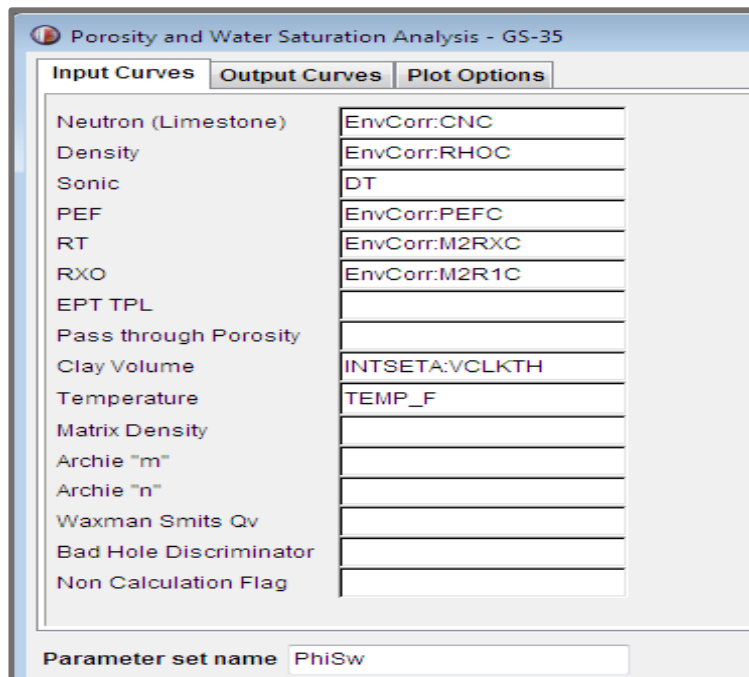 Porosity and Water Saturation Analysis - GS-35
Input Curves Output Curves Plot Options
Neutron (Limestone) EnvCorr:CNC
Density EnvCorr:RHOC
Sonic DT
PEF EnvCorr:PEFC
RT EnvCorr:M2RXC
RXO EnvCorr:M2R1C
EPT TPL
Pass through Porosity
Clay Volume INTSETA:VCLKTH
Temperature TEMP_F
Matrix Density
Archie "m"
Archie "n"
Waxman Smits Qv
Bad Hole Discriminator
Non Calculation Flag
Parameter set name PhiSw